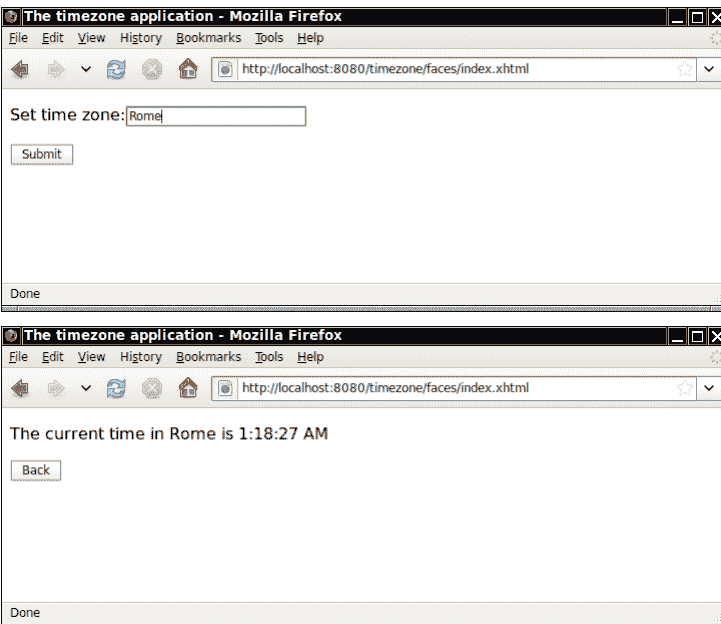 The timezone application - Mozilla Firefox
File Edit View History Bookmarks Tools Help
http://localhost:8080/timezone/faces/index.xhtml
Set time zone: Rome
Submit
Done
The timezone application - Mozilla Firefox
File Edit View History Bookmarks Tools Help
http://localhost:8080/timezone/faces/index.xhtml
The current time in Rome is 1:18:27 AM
Back
Done